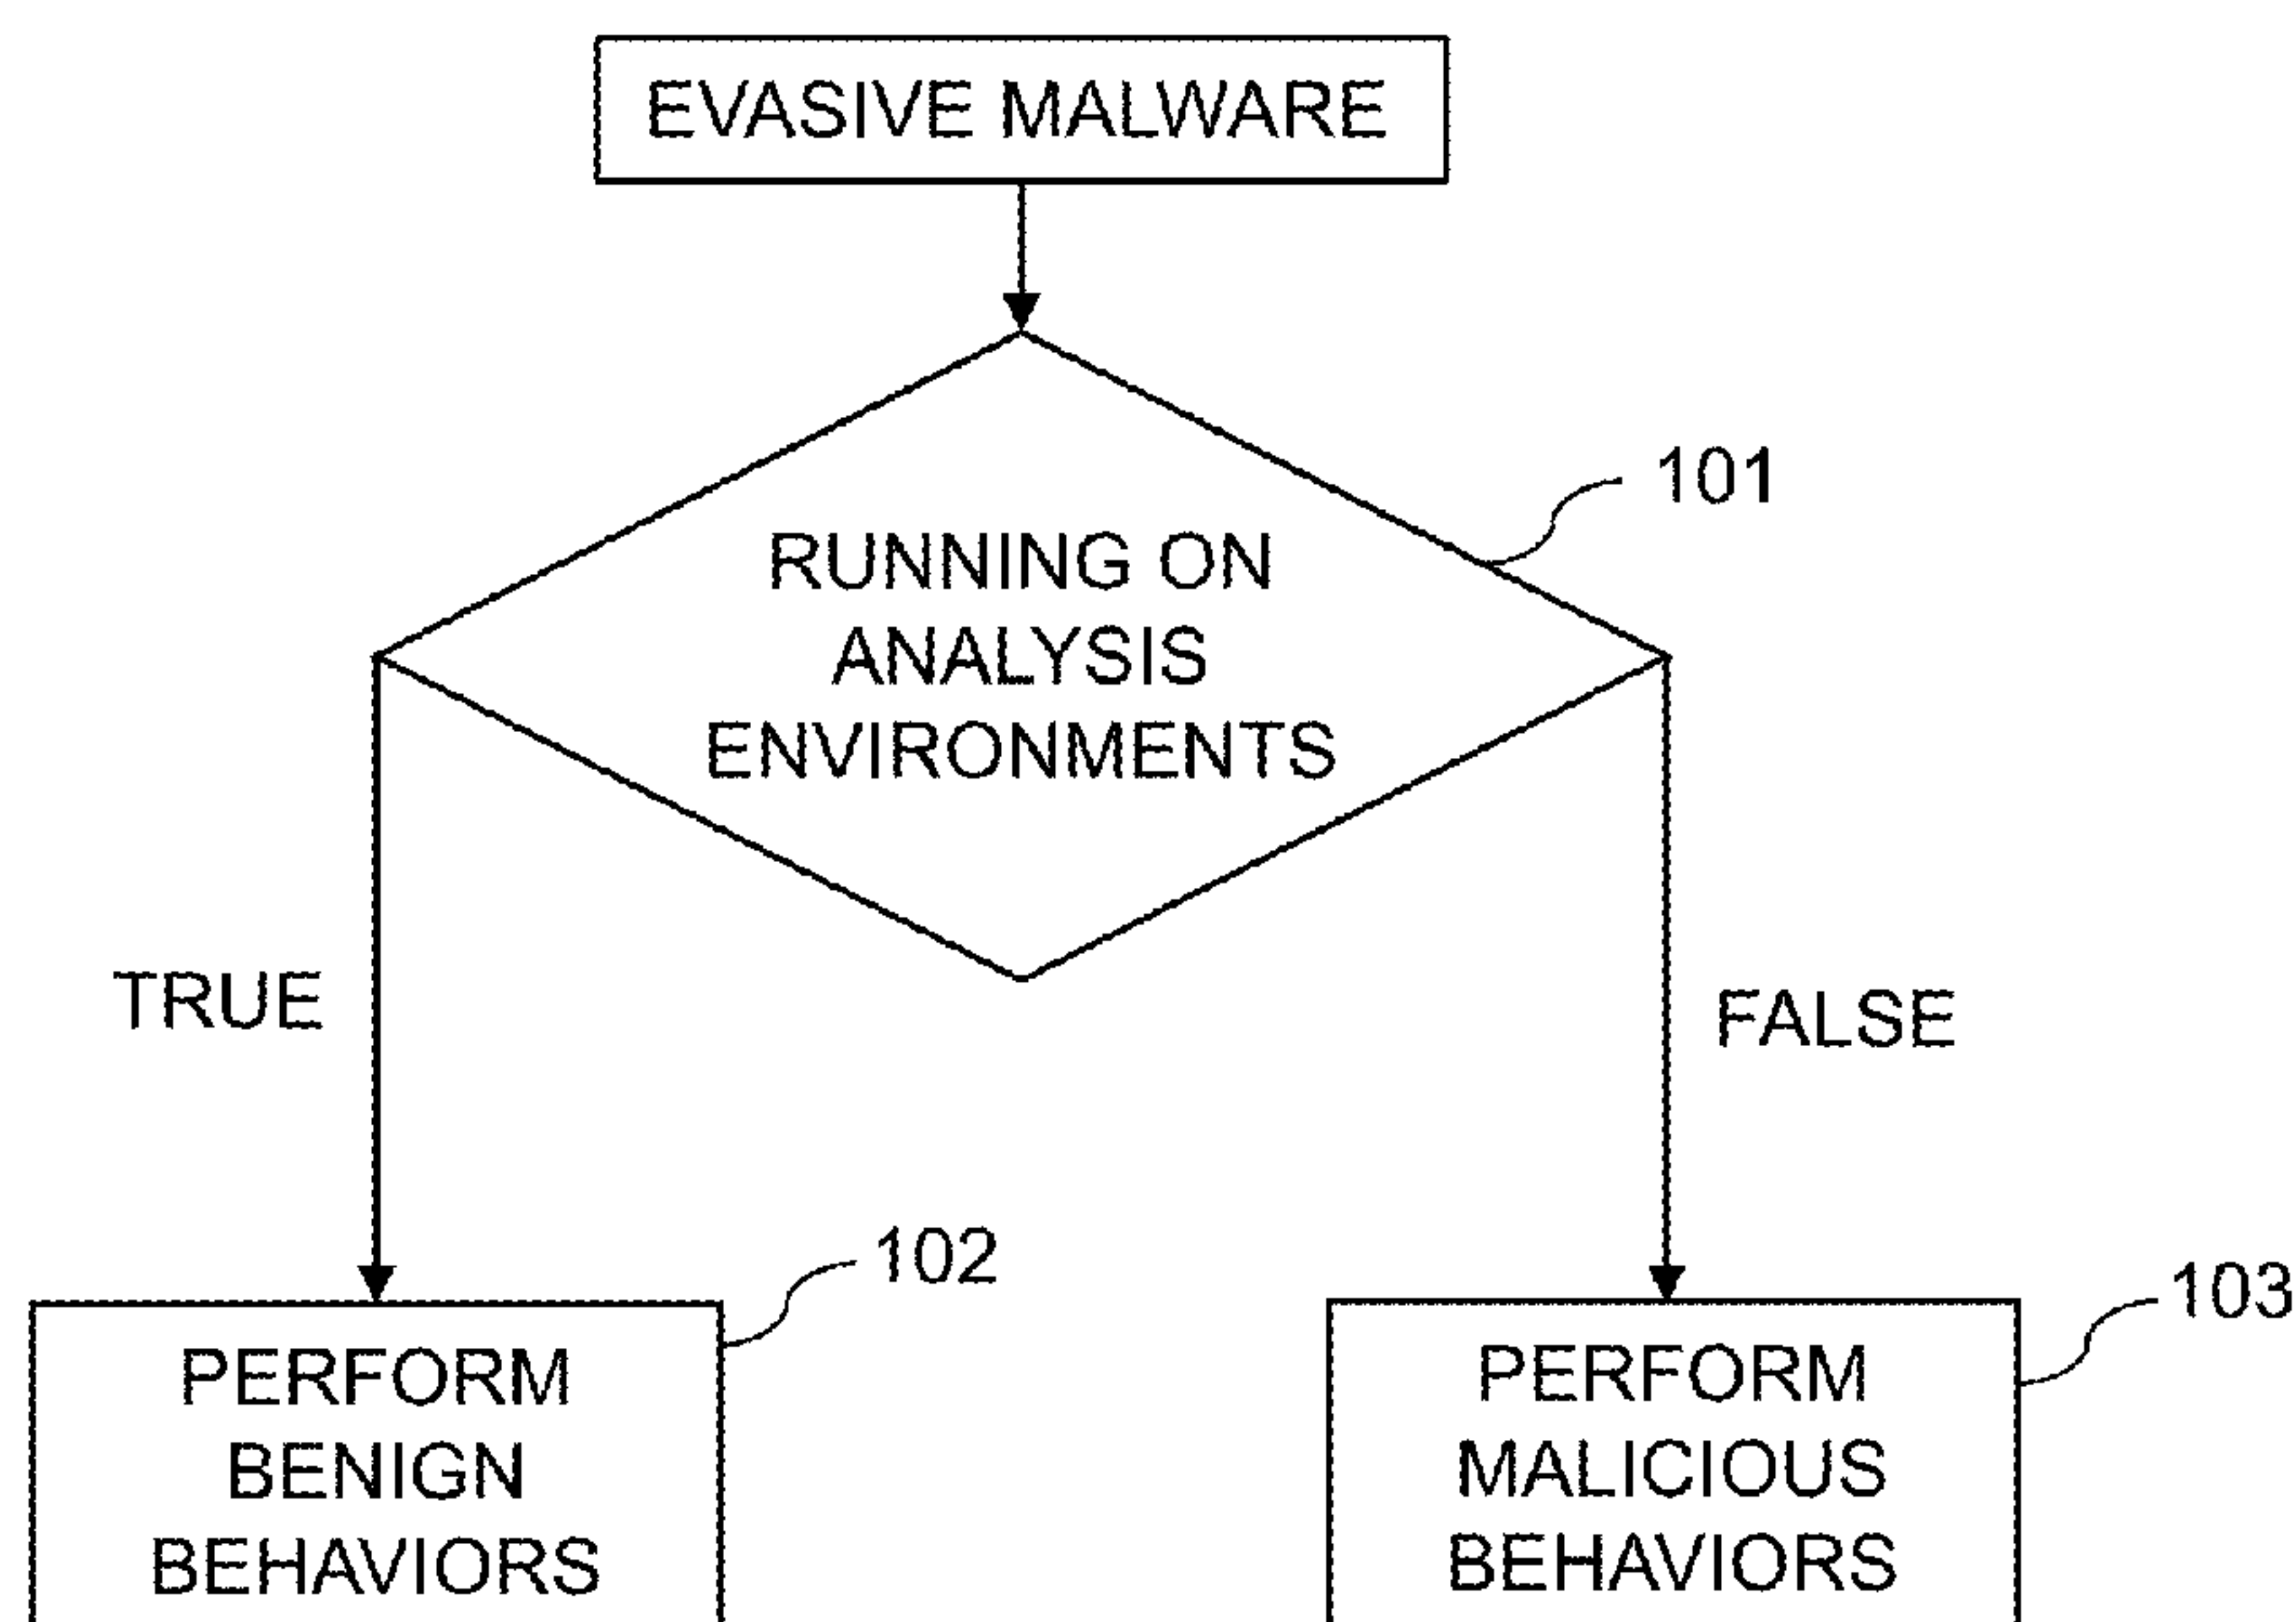 EVASIVE MALWARE
101
RUNNING ON
ANALYSIS
ENVIRONMENTS
TRUE
FALSE
102
103
PERFORM
BENIGN
BEHAVIORS
PERFORM
MALICIOUS
BEHAVIORS